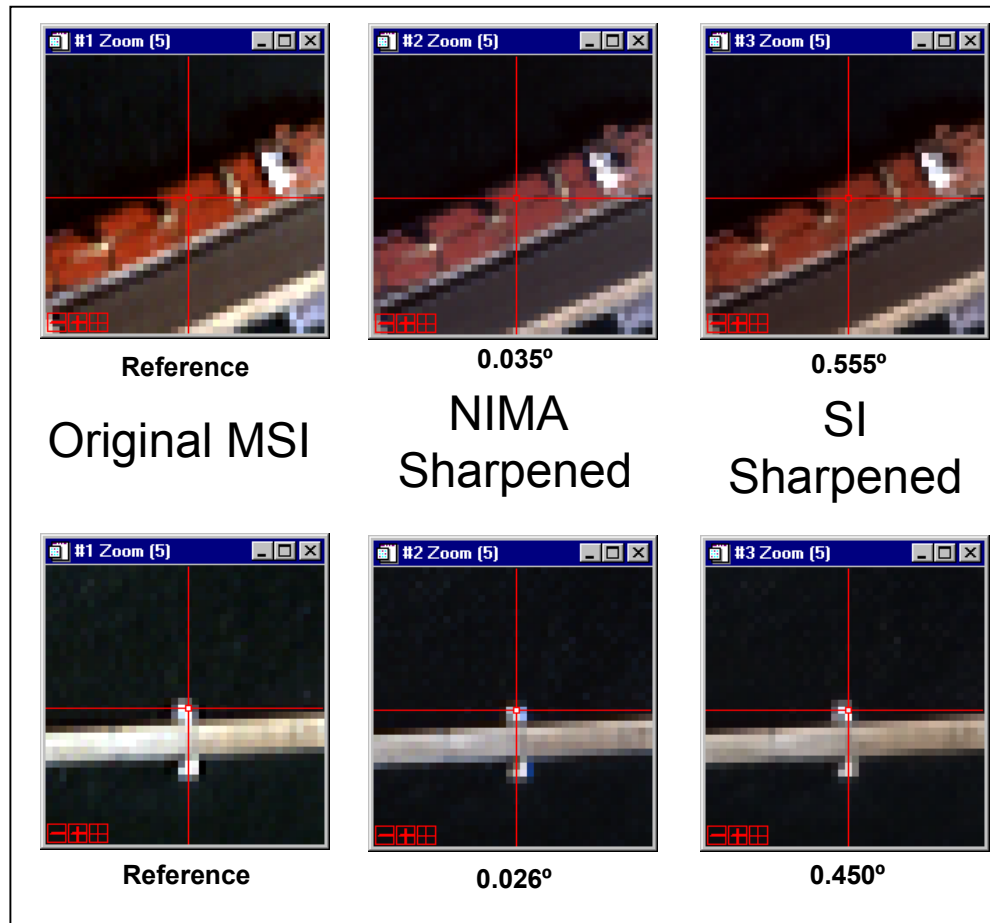 #1 Zoom (5)
#2 Zoom (5)
#3 Zoom (5)
Reference
0.035º
0.555º
Original MSI
NIMA
Sharpened
SI
Sharpened
#1 Zoom (5)
#2 Zoom (5)
#3 Zoom (5)
Reference
0.026º
0.450º